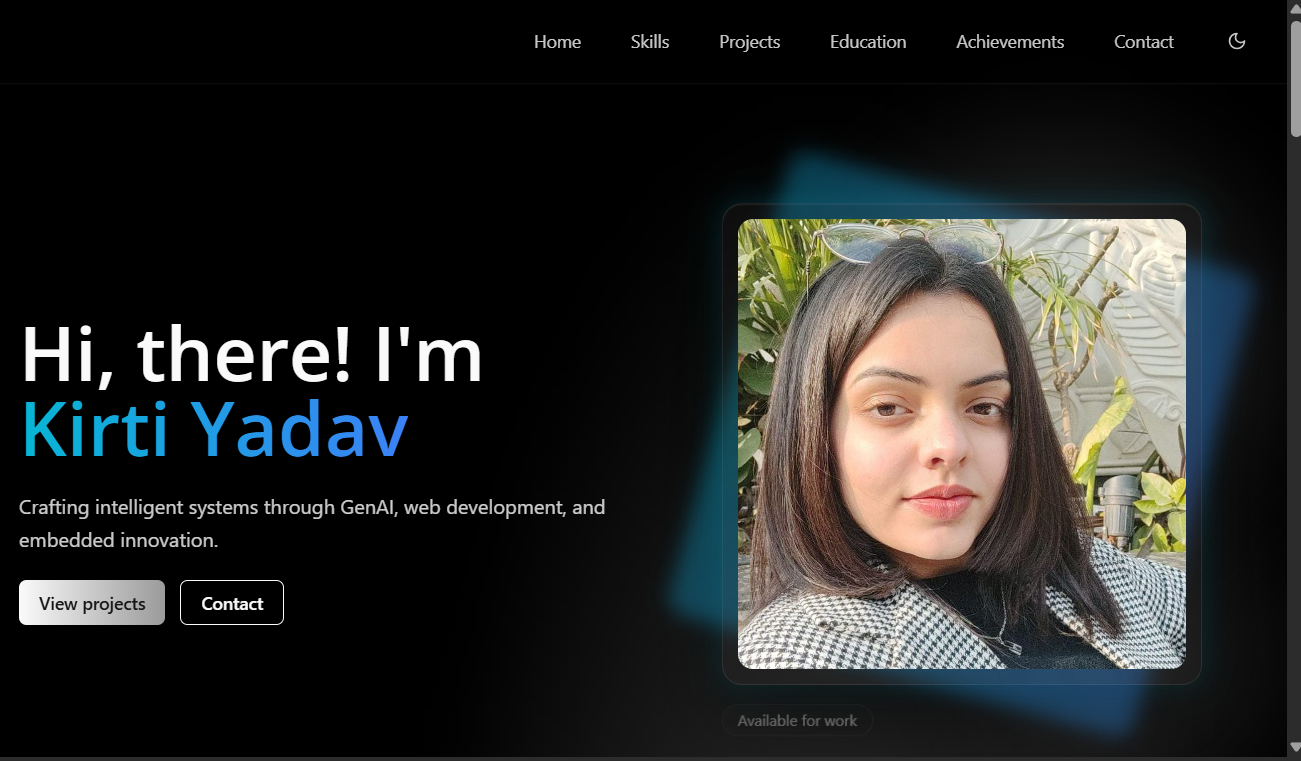 Home Skills Projects Education Achievements Contact
Hi, there! I'm
Kirti Yadav
Crafting intelligent systems through GenAI, web development, and
embedded innovation.
View projects Contact
Available for work